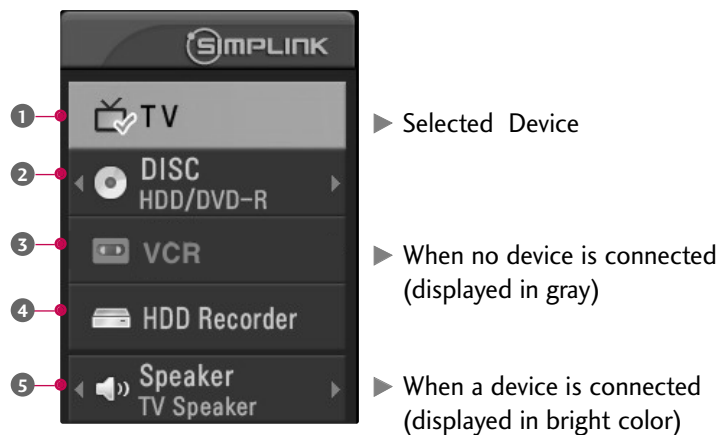 SIMPLINK
1 TV
▶ Selected Device
2 DISC
HDD/DVD-R
3 VCR
▶ When no device is connected
(displayed in gray)
4 HDD Recorder
5 Speaker
TV Speaker
▶ When a device is connected
(displayed in bright color)